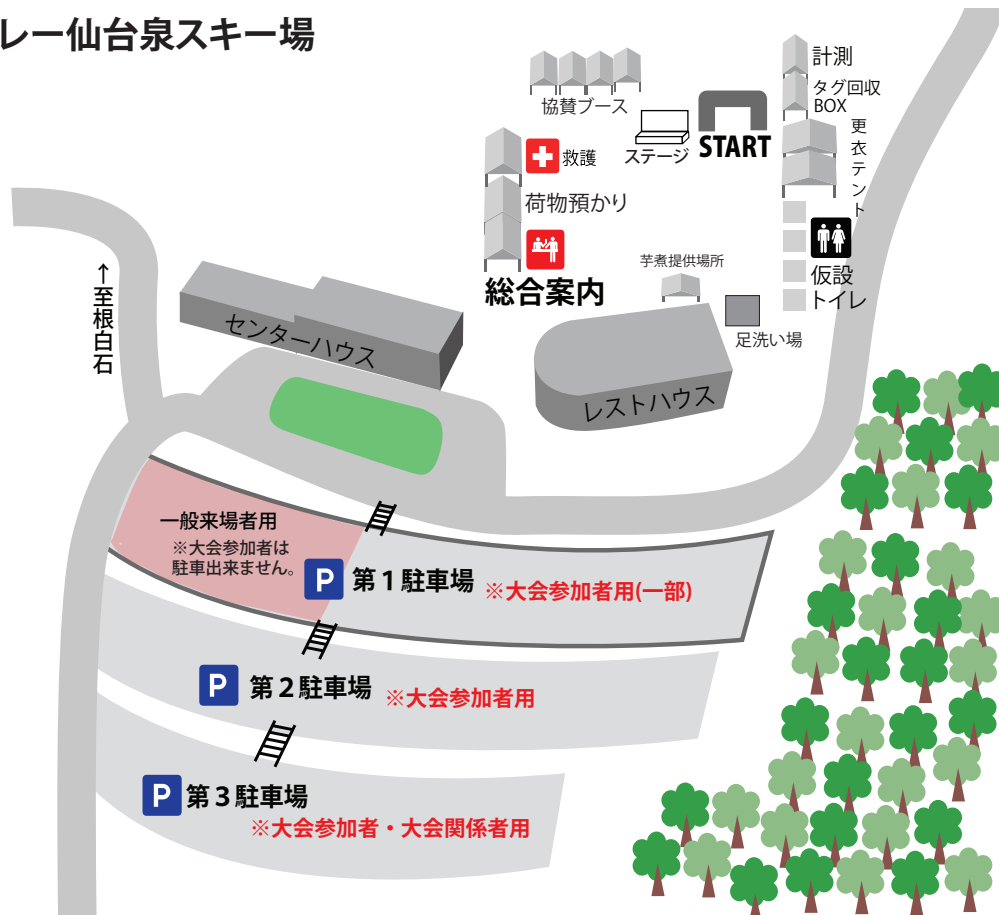 レー仙台泉スキー場
計測
タグ回収
BOX
協賛ブース
ステージ
START
更衣テント
救護
荷物預かり
総合案内
仮設
トイレ
芋煮提供場所
足洗い場
←至根白石
センターハウス
レストハウス
一般来場者用
※大会参加者は
駐車出来ません。
P 第1駐車場 ※大会参加者用(一部)
P 第2駐車場 ※大会参加者用
P 第3駐車場
※大会参加者・大会関係者用